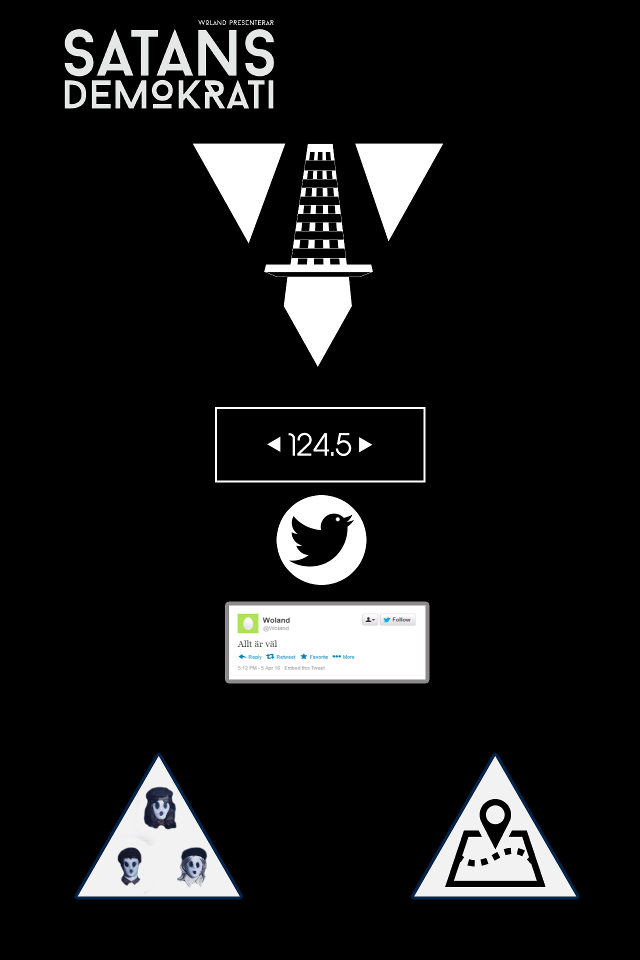 WOLAND PRESENTERAR
SATANS
DEMOKRATI
124.5
Woland
@Woland
Follow
Allt är väl
Reply Retweet Favorite More
5:12 PM - 5 Apr 16 · Embed this Tweet